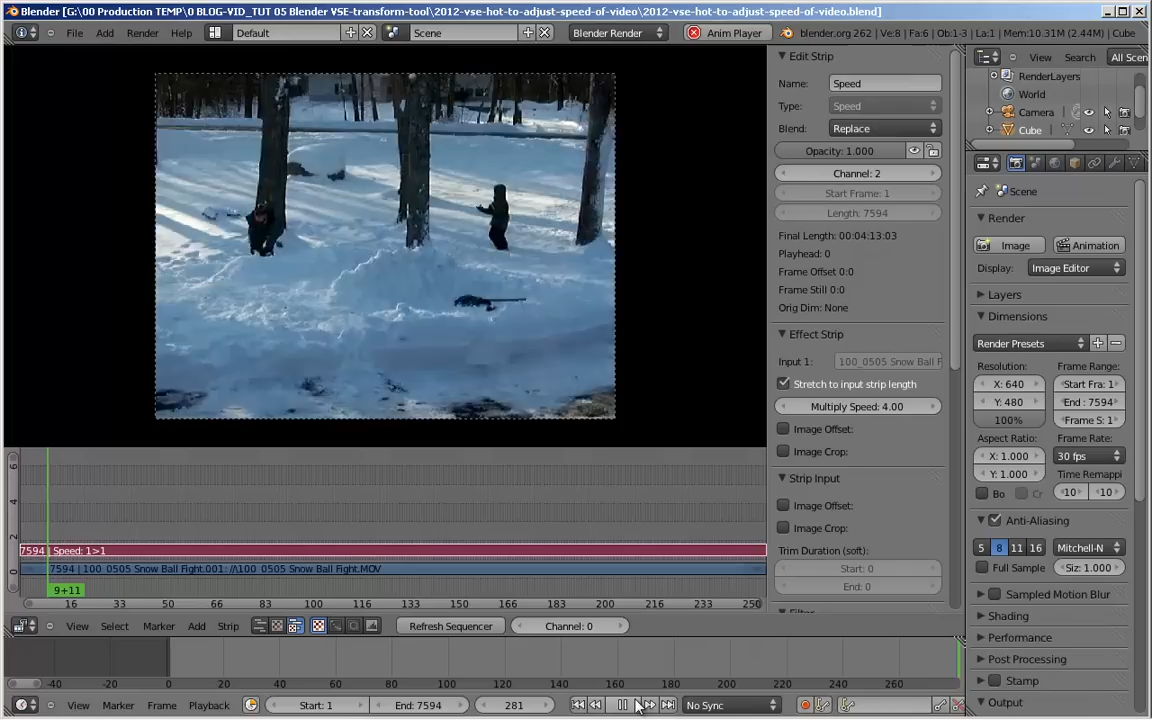 Blender [G:\00 Production TEMP\0 BLOG-VID_TUT 05 Blender VSE-transform-tool\2012-vse-hot-to-adjust-speed-of-video\2012-vse-hot-to-adjust-speed-of-video.blend]
File Add Render Help Default Scene Blender Render Anim Player blender.org 262 | Ve:8 | Fa:6 | Ob:1-3 | La:1 | Mem:10.31M (2.44M) | Cube
Edit Strip
Name: Speed
Type: Speed
Blend: Replace
Opacity: 1.000
Channel: 2
Start Frame: 1
Length: 7594
Final Length: 00:04:13:03
Playhead: 0
Frame Offset 0:0
Frame Still 0:0
Orig Dim: None
Effect Strip
Input 1: 100_0505 Snow Ball F
Stretch to input strip length
Multiply Speed: 4.00
Image Offset:
Image Crop:
Strip Input
Image Offset:
Image Crop:
Trim Duration (soft):
Start: 0
End: 0
View Search All Scen
RenderLayers
World
Camera
Cube
Scene
Render
Image Animation
Display: Image Editor
Layers
Dimensions
Render Presets
Resolution: Frame Range:
X: 640 Start Fra: 1
Y: 480 End : 7594
100% Frame S: 1
Aspect Ratio: Frame Rate:
X: 1.000 30 fps
Y: 1.000 Time Remappi
Bo Cr 10 10
Anti-Aliasing
5 8 11 16 Mitchell-N
Full Sample Siz: 1.000
Sampled Motion Blur
Shading
Performance
Post Processing
Stamp
Output
6
4
2
0
7594 | Speed: 1>1
7594 | 100_0505 Snow Ball Fight.001: //\100_0505 Snow Ball Fight.MOV
9+11
16 33 50 66 83 100 116 133 150 166 183 200 216 233 250
View Select Marker Add Strip Refresh Sequencer Channel: 0
-40 -20 0 20 40 60 80 100 120 140 160 180 200 220 240 260
View Marker Frame Playback Start: 1 End: 7594 281 No Sync